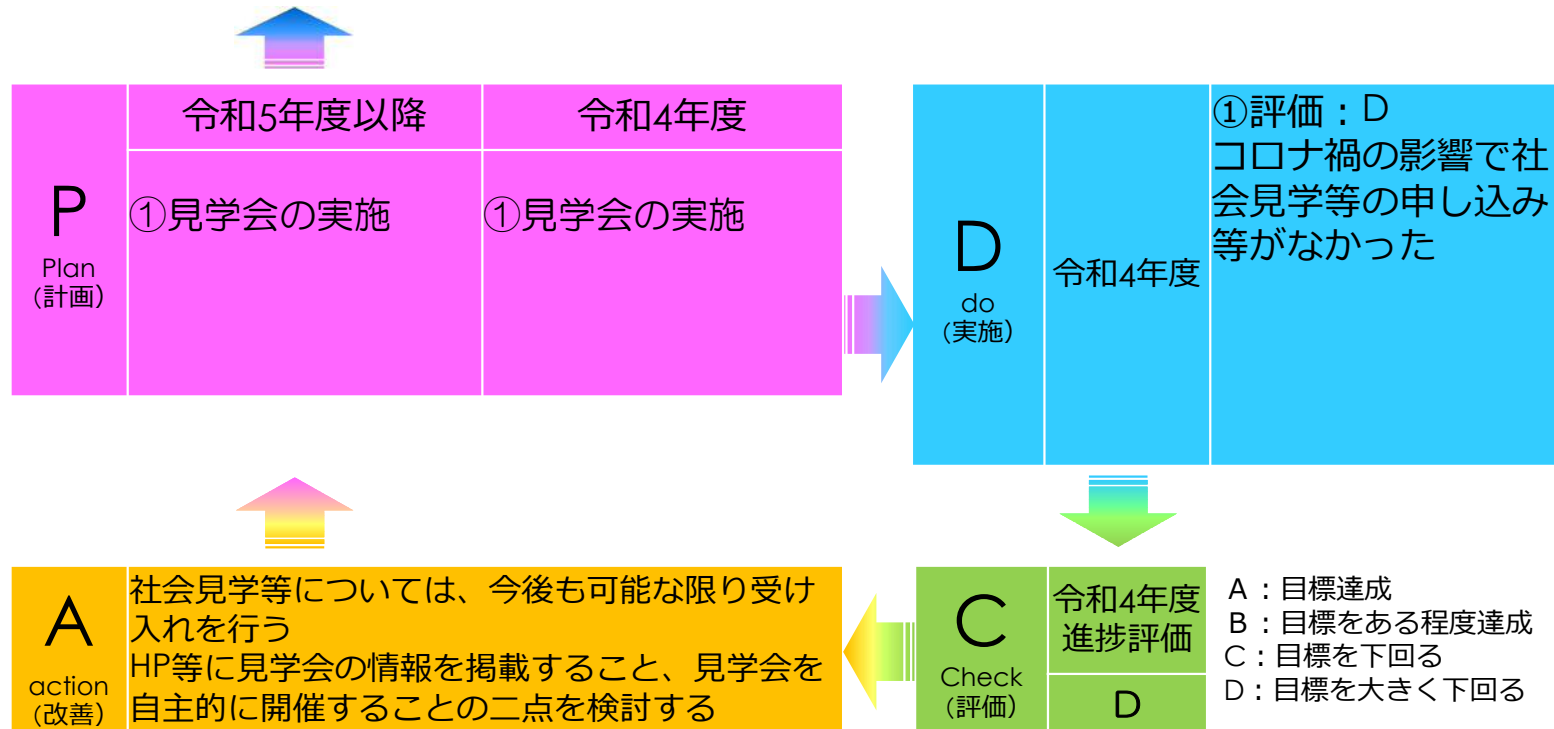 P
Plan
(計画)
令和5年度以降
令和4年度
①見学会の実施
①見学会の実施
D
do
(実施)
令和4年度
①評価：D
コロナ禍の影響で社
会見学等の申し込み
等がなかった
A
action
(改善)
社会見学等については、今後も可能な限り受け
入れを行う
HP等に見学会の情報を掲載すること、見学会を
自主的に開催することの二点を検討する
C
Check
(評価)
令和4年度
進捗評価
D
A：目標達成
B：目標をある程度達成
C：目標を下回る
D：目標を大きく下回る